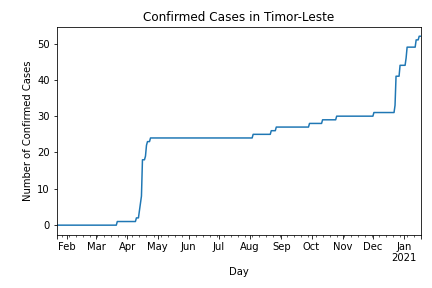 Confirmed Cases in Timor-Leste
Number of Confirmed Cases
50
40
30
20
10
0
Feb Mar Apr May Jun Jul Aug Sep Oct Nov Dec Jan
2021
Day